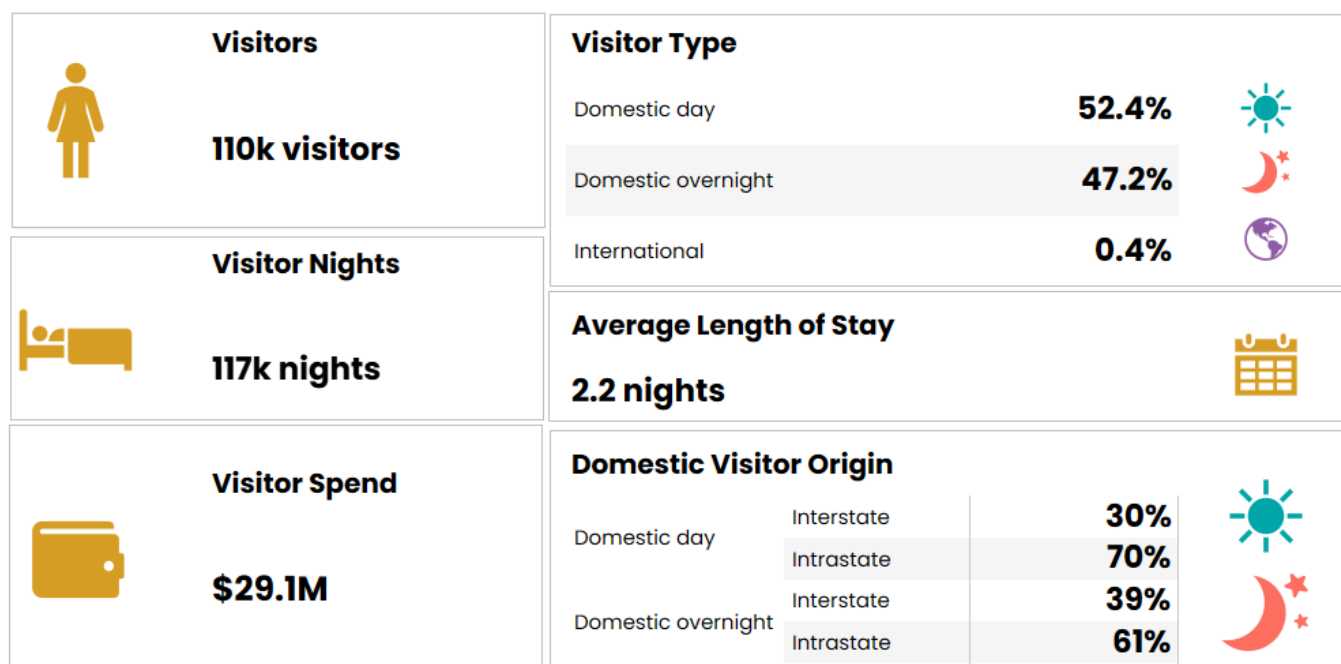 Visitors
110k visitors
Visitor Nights
117k nights
Visitor Spend
$29.1M
Visitor Type
Domestic day 52.4%
Domestic overnight 47.2%
International 0.4%
Average Length of Stay
2.2 nights
Domestic Visitor Origin
Domestic day
Interstate 30%
Intrastate 70%
Domestic overnight
Interstate 39%
Intrastate 61%